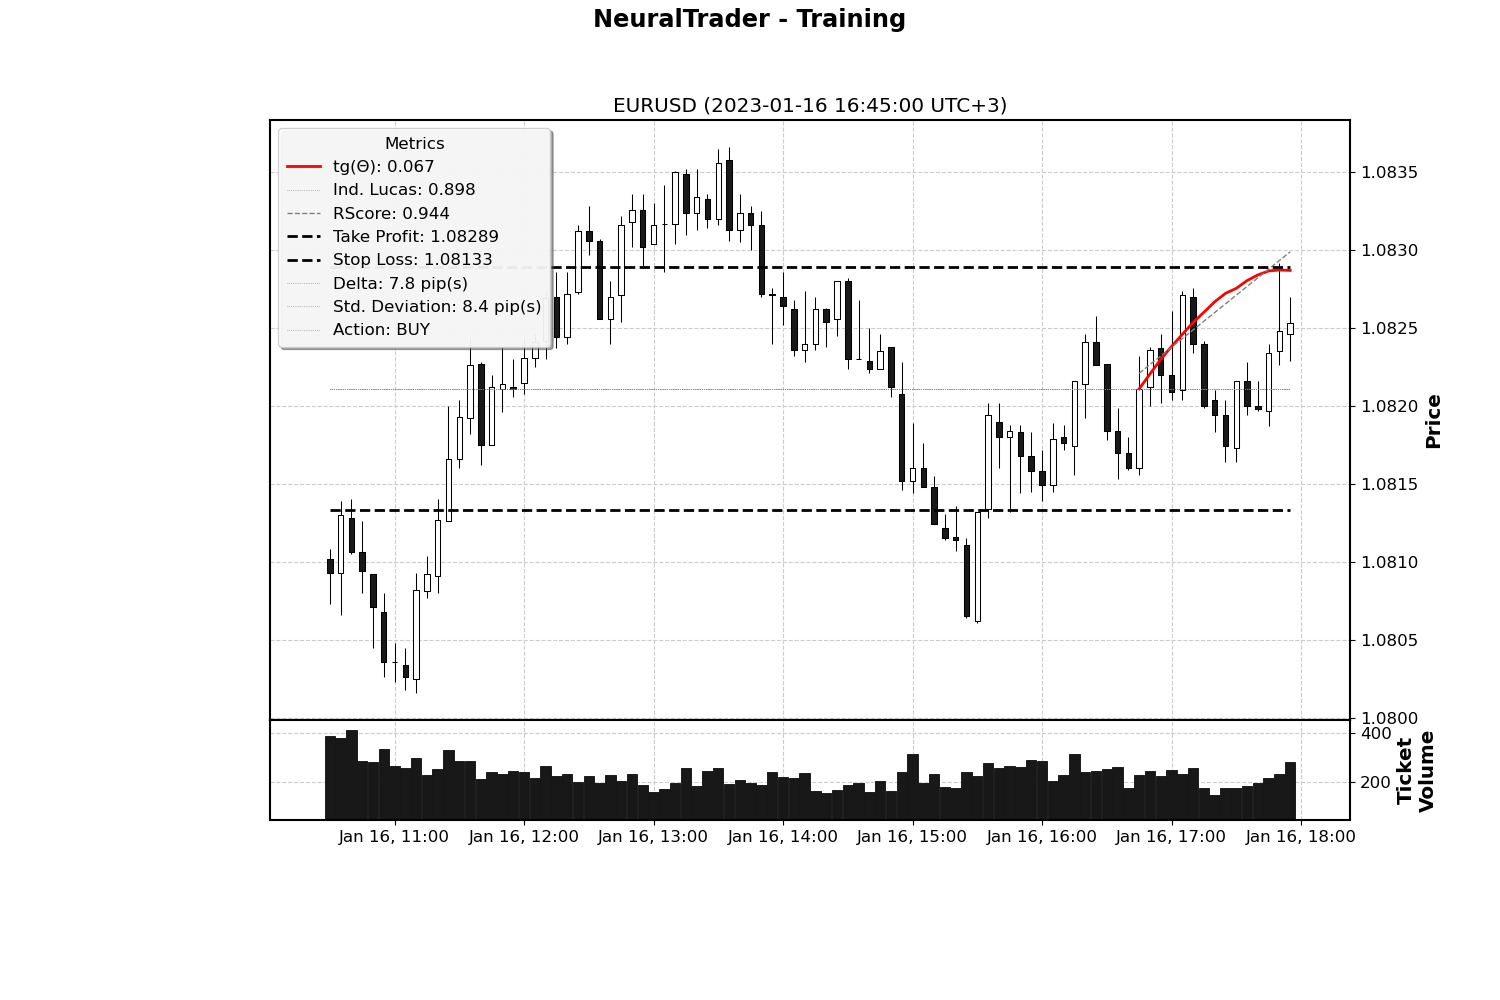 NeuralTrader - Training
EURUSD (2023-01-16 16:45:00 UTC+3)
Metrics
tg(Θ): 0.067
Ind. Lucas: 0.898
RScore: 0.944
Take Profit: 1.08289
Stop Loss: 1.08133
Delta: 7.8 pip(s)
Std. Deviation: 8.4 pip(s)
Action: BUY
1.0835
1.0830
1.0825
1.0820
1.0815
1.0810
1.0805
1.0800
Price
400
200
Ticket
Volume
Jan 16, 11:00
Jan 16, 12:00
Jan 16, 13:00
Jan 16, 14:00
Jan 16, 15:00
Jan 16, 16:00
Jan 16, 17:00
Jan 16, 18:00